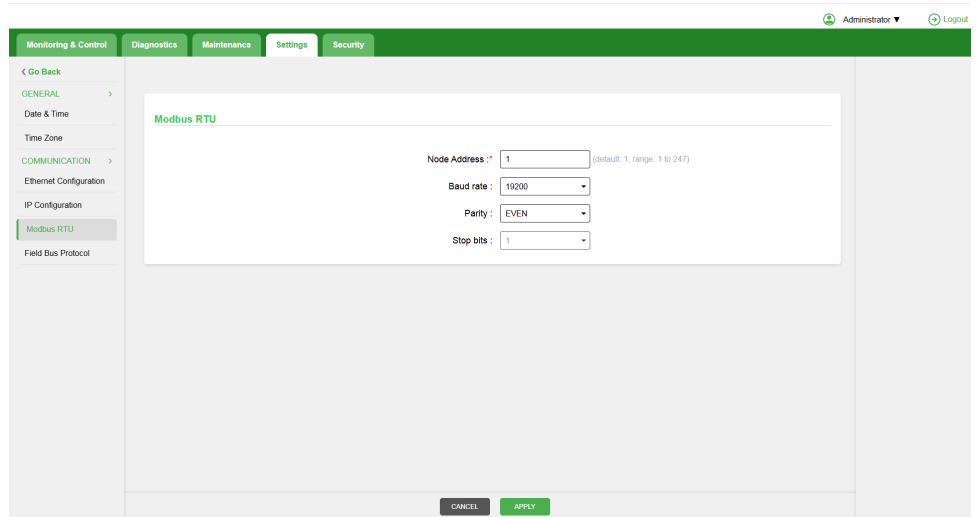 Administrator ▼ Logout
Monitoring & Control Diagnostics Maintenance Settings Security
Go Back
GENERAL
Date & Time
Time Zone
COMMUNICATION
Ethernet Configuration
IP Configuration
Modbus RTU
Field Bus Protocol
Modbus RTU
Node Address :* 1 (default: 1, range: 1 to 247)
Baud rate : 19200
Parity : EVEN
Stop bits : 1
CANCEL APPLY